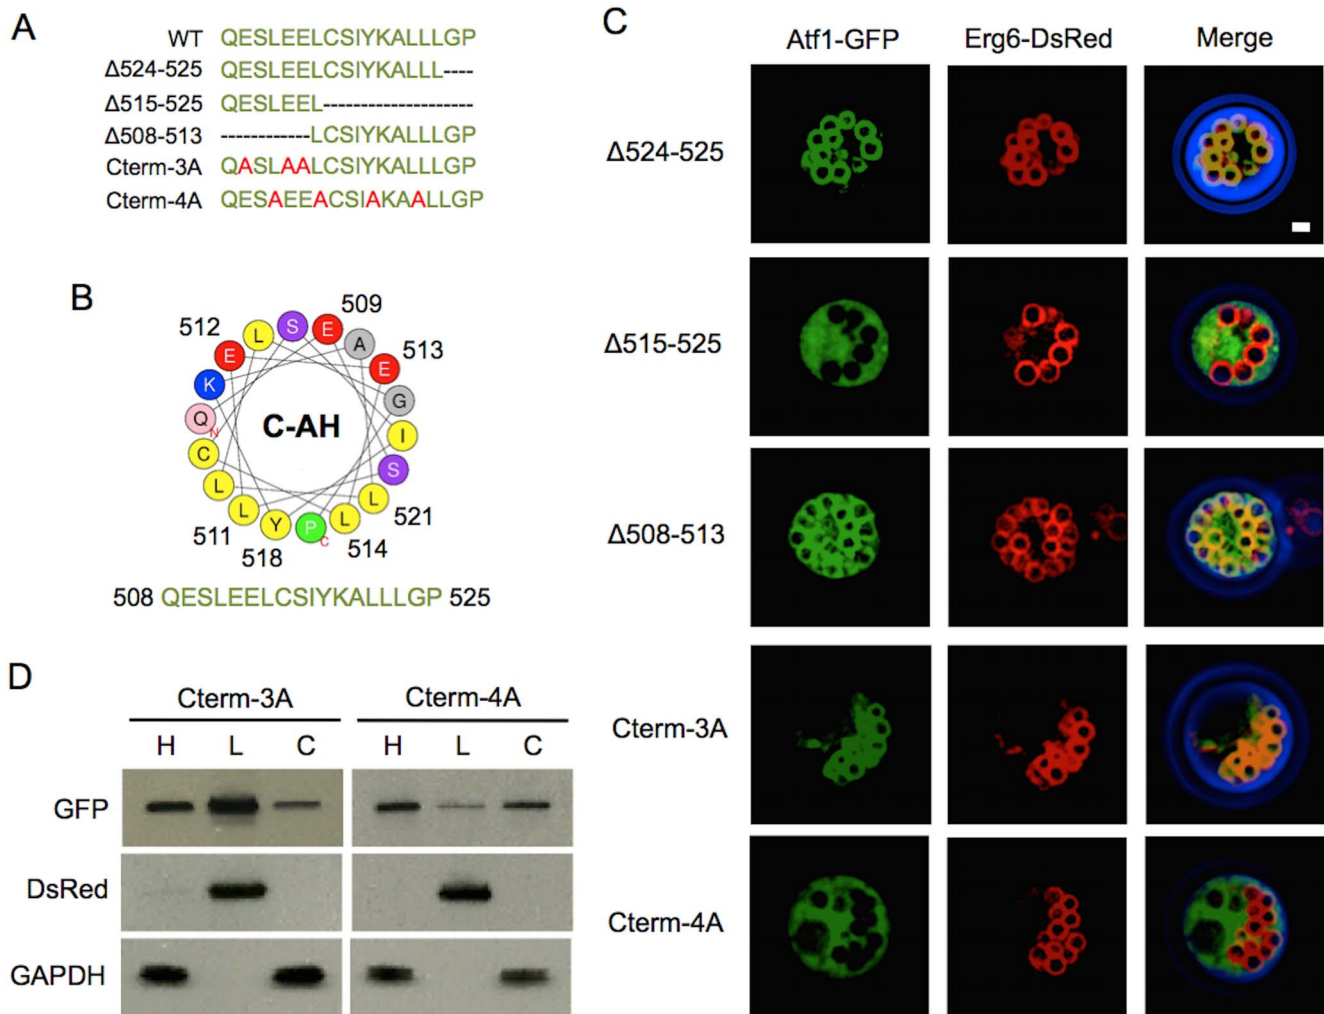 A
WT QESLEELCSIYKALLLGP
Δ524-525 QESLEELCSIYKALLL----
Δ515-525 QESLEEL--------------------
Δ508-513 ------------LCSIYKALLLGP
Cterm-3A QASLAALCSIYKALLLGP
Cterm-4A QESAEEACSIAKAALLGP
B
512
509
513
S
E
L
A
E
E
K
G
Q
N
C-AH
I
C
S
L
L
L
Y
P
C
L
511
518
514
521
508 QESLEELCSIYKALLLGP 525
C
Atf1-GFP Erg6-DsRed Merge
Δ524-525
Δ515-525
Δ508-513
Cterm-3A
Cterm-4A
D
Cterm-3A Cterm-4A
H L C H L C
GFP
DsRed
GAPDH